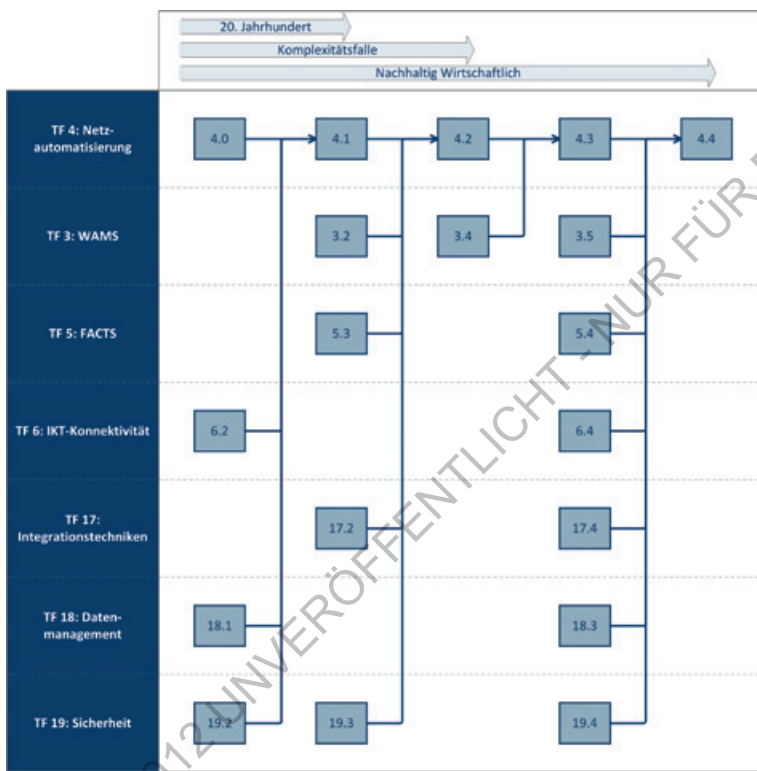 20. Jahrhundert
Komplexitätsfalle
Nachhaltig Wirtschaftlich
TF 4: Netz-
automatisierung
4.0
4.1
4.2
4.3
4.4
TF 3: WAMS
3.2
3.4
3.5
TF 5: FACTS
5.3
5.4
TF 6: IKT-Konnektivität
6.2
6.4
TF 17:
Integrationstechniken
17.2
17.4
TF 18: Daten-
management
18.1
18.3
TF 19: Sicherheit
19.2
19.3
19.4
UNVERÖFFENTLICHT - NUR FÜR